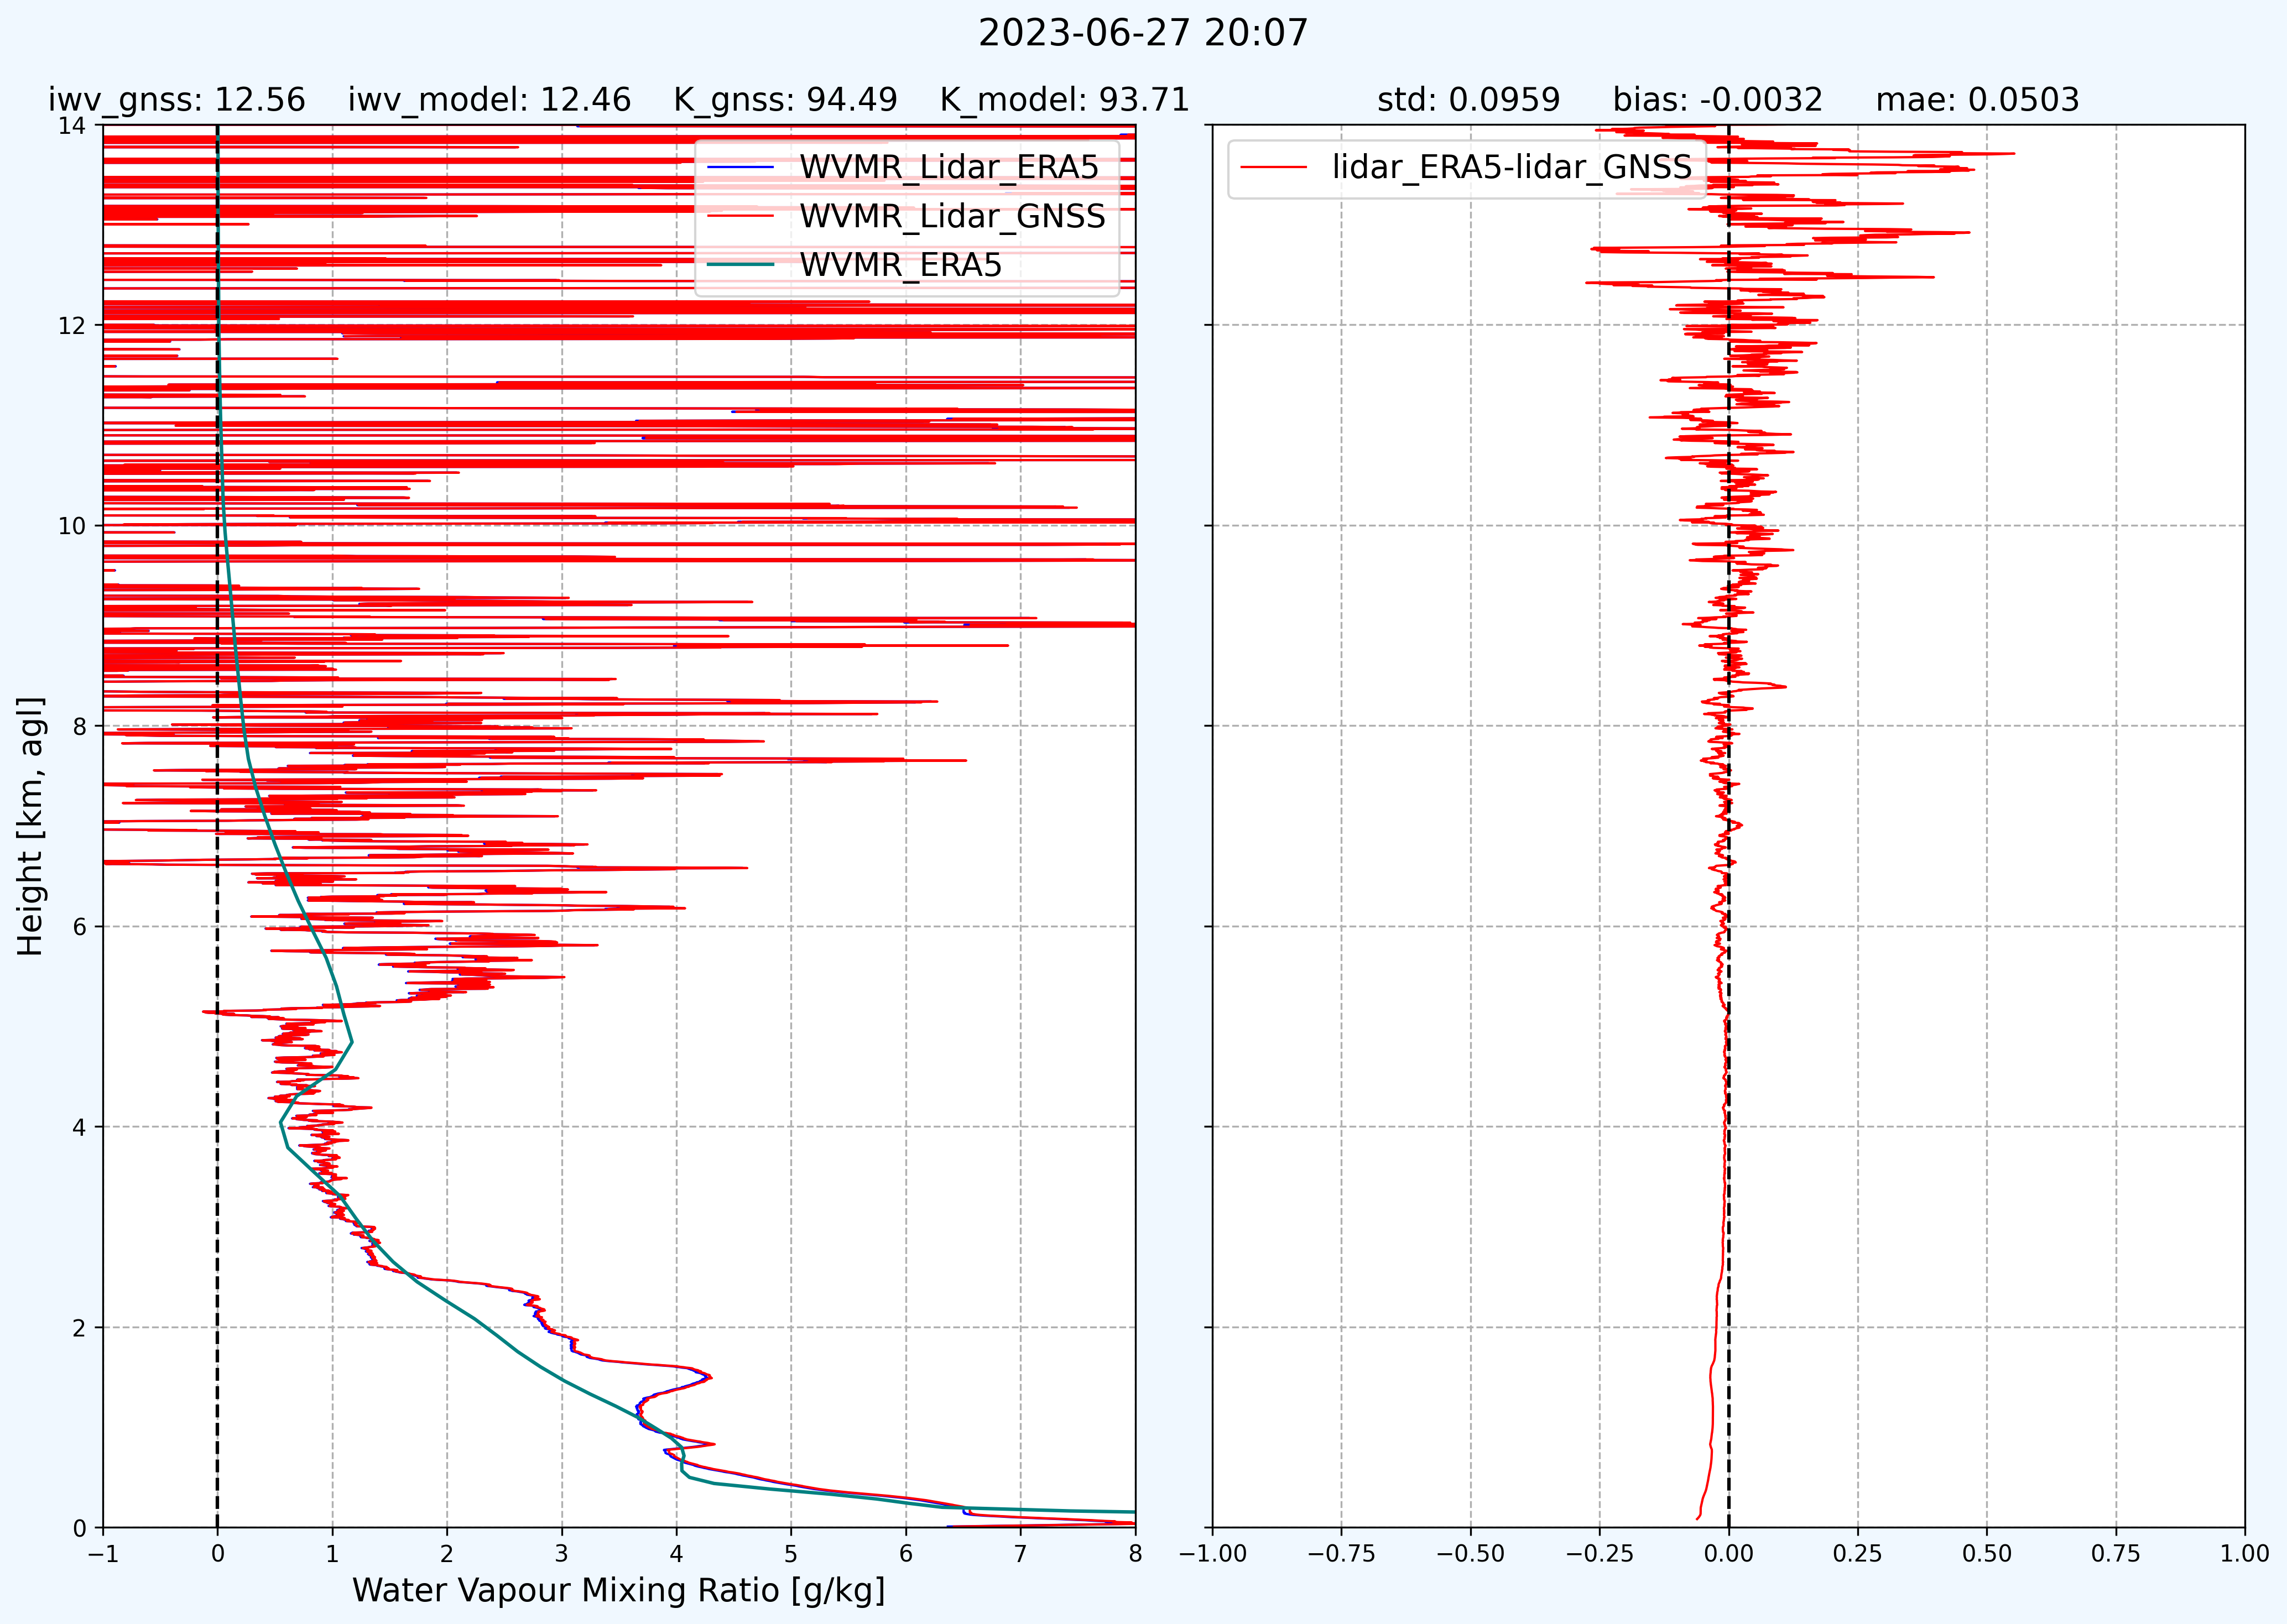 2023-06-27 20:07
iwv_gnss: 12.56 iwv_model: 12.46 K_gnss: 94.49 K_model: 93.71
std: 0.0959 bias: -0.0032 mae: 0.0503
WVMR_Lidar_ERA5
WVMR_Lidar_GNSS
WVMR_ERA5
lidar_ERA5-lidar_GNSS
Height [km, agl]
14
12
10
8
6
4
2
0
−1 0 1 2 3 4 5 6 7 8
Water Vapour Mixing Ratio [g/kg]
−1.00 −0.75 −0.50 −0.25 0.00 0.25 0.50 0.75 1.00